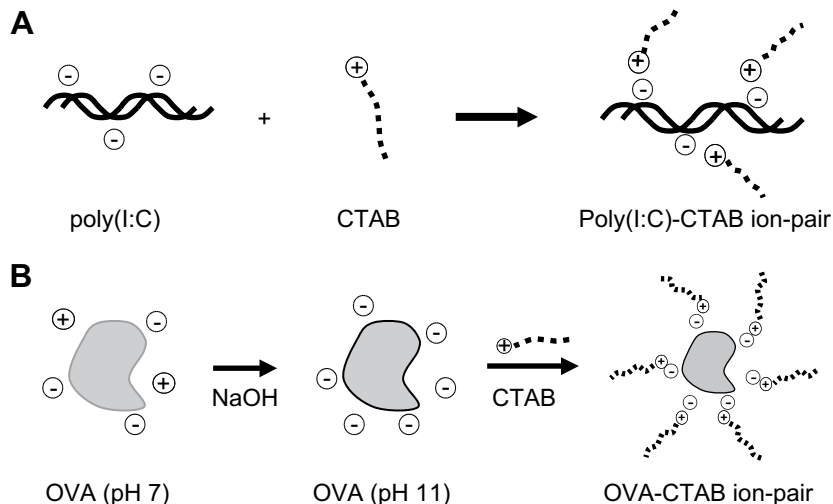 A
+
poly(I:C)
CTAB
Poly(I:C)-CTAB ion-pair
B
NaOH
CTAB
OVA (pH 7)
OVA (pH 11)
OVA-CTAB ion-pair